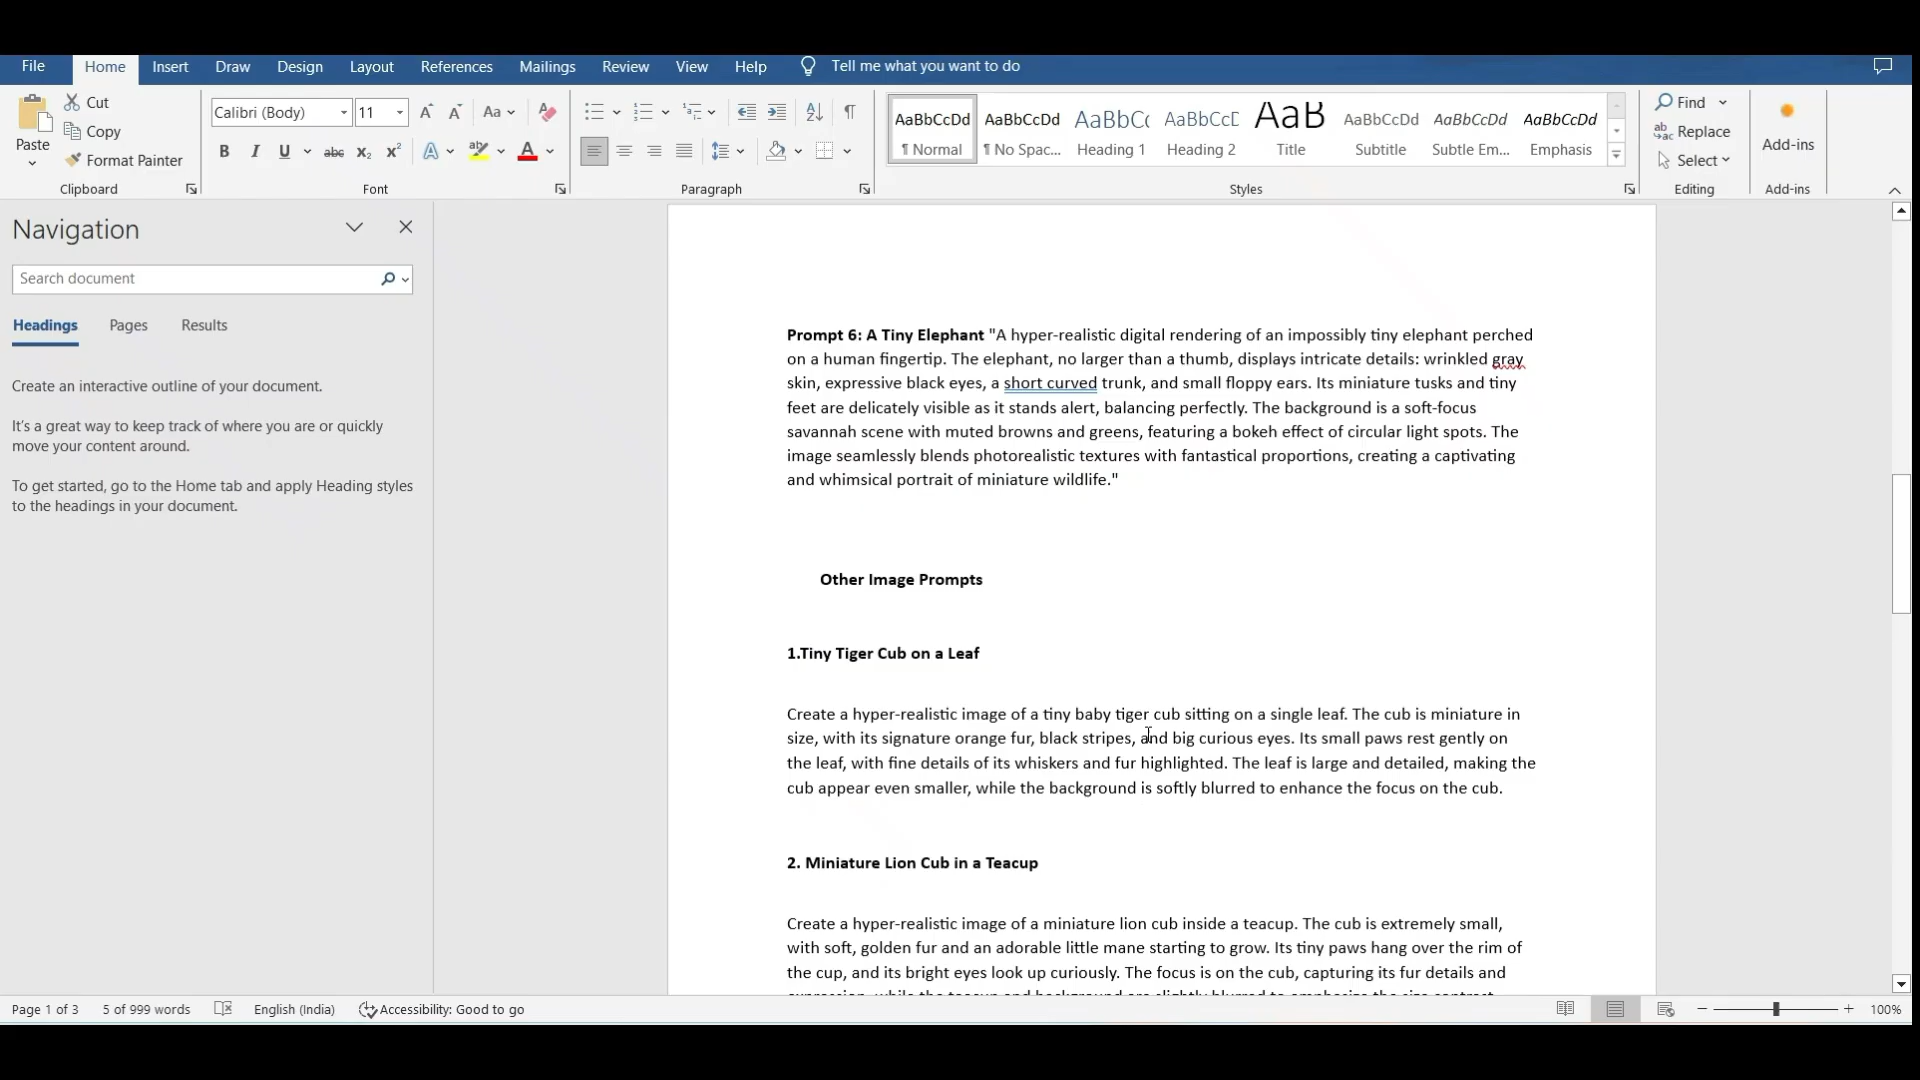 File Home Insert Draw Design Layout References Mailings Review View Help Tell me what you want to do
Paste
Cut
Copy
Format Painter
Clipboard
Calibri (Body) 11
Font
Paragraph
AaBbCcDd AaBbCcDd AaBbC( AaBbCcD AaB AaBbCcDd AaBbCcDd AaBbCcDd
¶ Normal ¶ No Spac... Heading 1 Heading 2 Title Subtitle Subtle Em... Emphasis
Styles
Find
Replace
Select
Editing
Add-ins
Add-ins
Navigation
Search document
Headings Pages Results
Create an interactive outline of your document.
It's a great way to keep track of where you are or quickly
move your content around.
To get started, go to the Home tab and apply Heading styles
to the headings in your document.
Prompt 6: A Tiny Elephant "A hyper-realistic digital rendering of an impossibly tiny elephant perched
on a human fingertip. The elephant, no larger than a thumb, displays intricate details: wrinkled gray
skin, expressive black eyes, a short curved trunk, and small floppy ears. Its miniature tusks and tiny
feet are delicately visible as it stands alert, balancing perfectly. The background is a soft-focus
savannah scene with muted browns and greens, featuring a bokeh effect of circular light spots. The
image seamlessly blends photorealistic textures with fantastical proportions, creating a captivating
and whimsical portrait of miniature wildlife."
Other Image Prompts
1.Tiny Tiger Cub on a Leaf
Create a hyper-realistic image of a tiny baby tiger cub sitting on a single leaf. The cub is miniature in
size, with its signature orange fur, black stripes, and big curious eyes. Its small paws rest gently on
the leaf, with fine details of its whiskers and fur highlighted. The leaf is large and detailed, making the
cub appear even smaller, while the background is softly blurred to enhance the focus on the cub.
2. Miniature Lion Cub in a Teacup
Create a hyper-realistic image of a miniature lion cub inside a teacup. The cub is extremely small,
with soft, golden fur and an adorable little mane starting to grow. Its tiny paws hang over the rim of
the cup, and its bright eyes look up curiously. The focus is on the cub, capturing its fur details and
expression, while the teacup and background are slightly blurred to emphasize the size contrast.
Page 1 of 3 5 of 999 words English (India) Accessibility: Good to go 100%